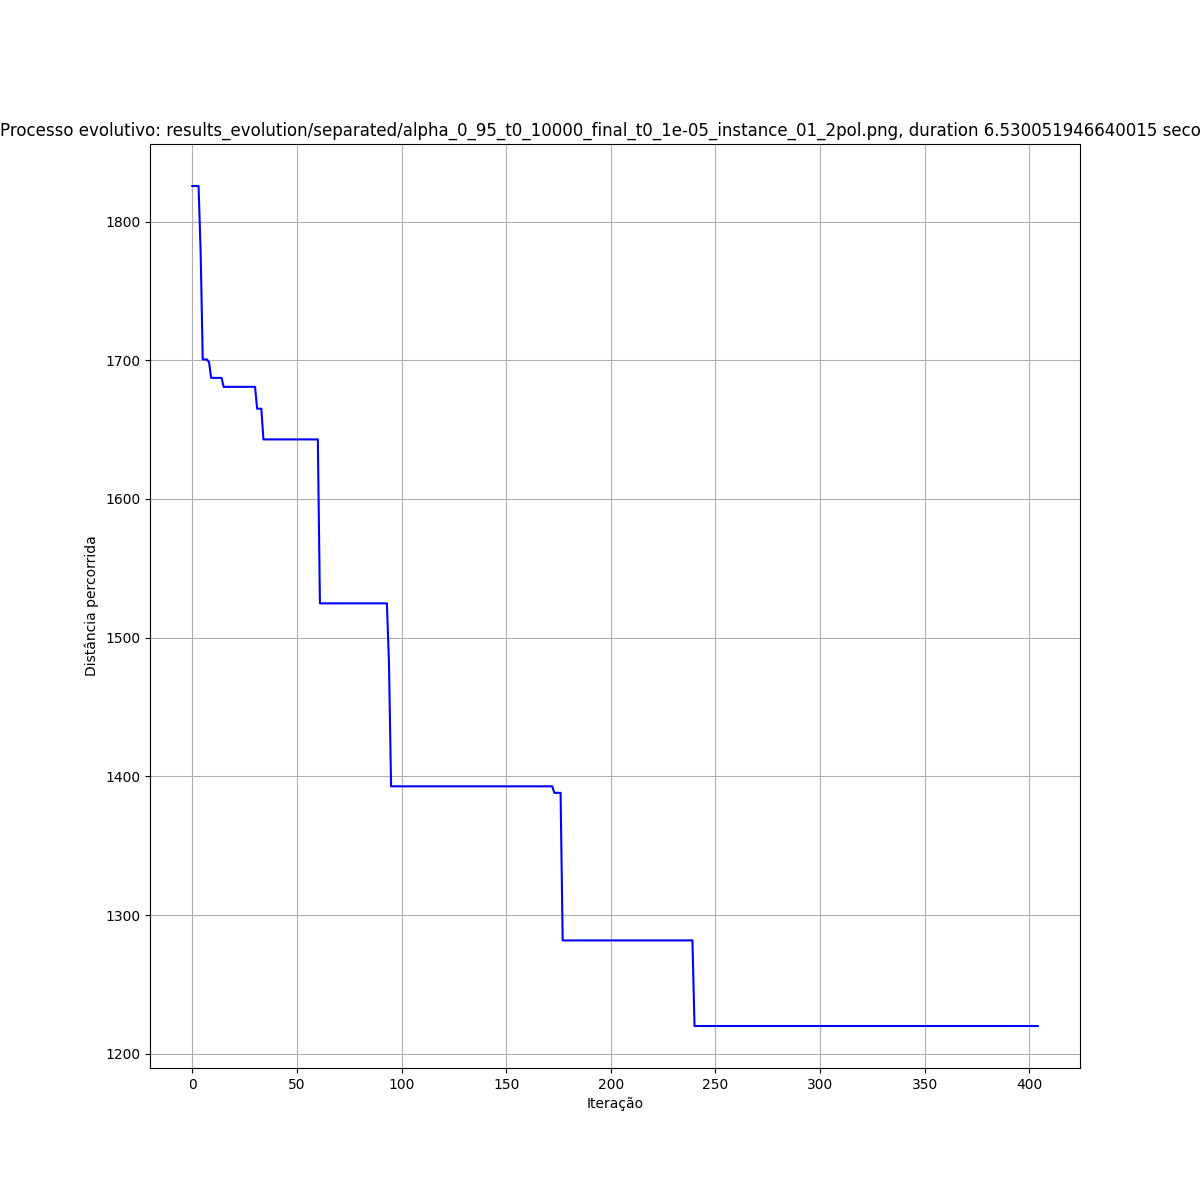 Processo evolutivo: results_evolution/separated/alpha_0_95_t0_10000_final_t0_1e-05_instance_01_2pol.png, duration 6.530051946640015 seco
1800
1700
1600
1500
1400
1300
1200
Distância percorrida
0 50 100 150 200 250 300 350 400
Iteração